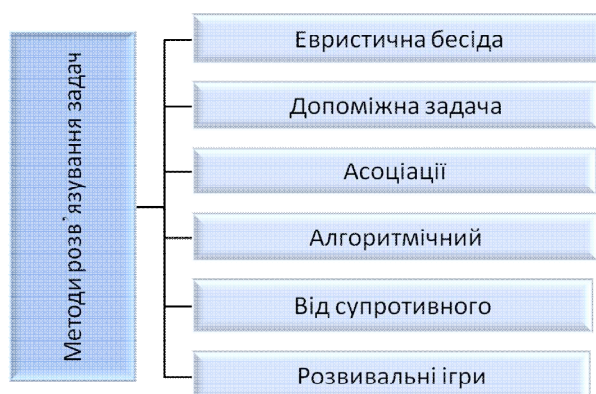 Методи розв'язування задач
Евристична бесіда
Допоміжна задача
Асоціації
Алгоритмічний
Від супротивного
Розвивальні ігри